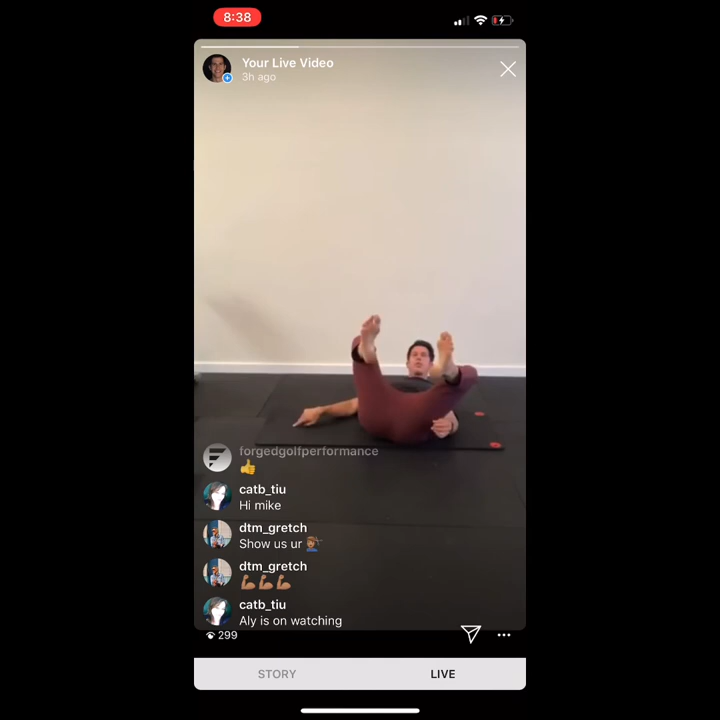 8:38
Your Live Video
3h ago
forgedgolfperformance
👍
catb_tiu
Hi mike
dtm_gretch
Show us ur
dtm_gretch
💪🏽💪🏽💪🏽
catb_tiu
Aly is on watching
299
STORY
LIVE